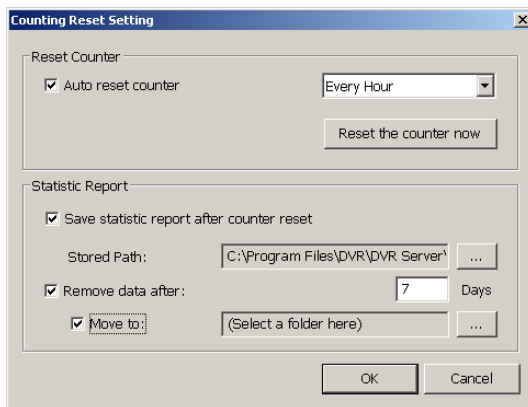 Counting Reset Setting
Reset Counter
Auto reset counter
Every Hour
Reset the counter now
Statistic Report
Save statistic report after counter reset
Stored Path:
C:\Program Files\DVR\DVR Server\
...
Remove data after:
7
Days
Move to:
(Select a folder here)
...
OK
Cancel